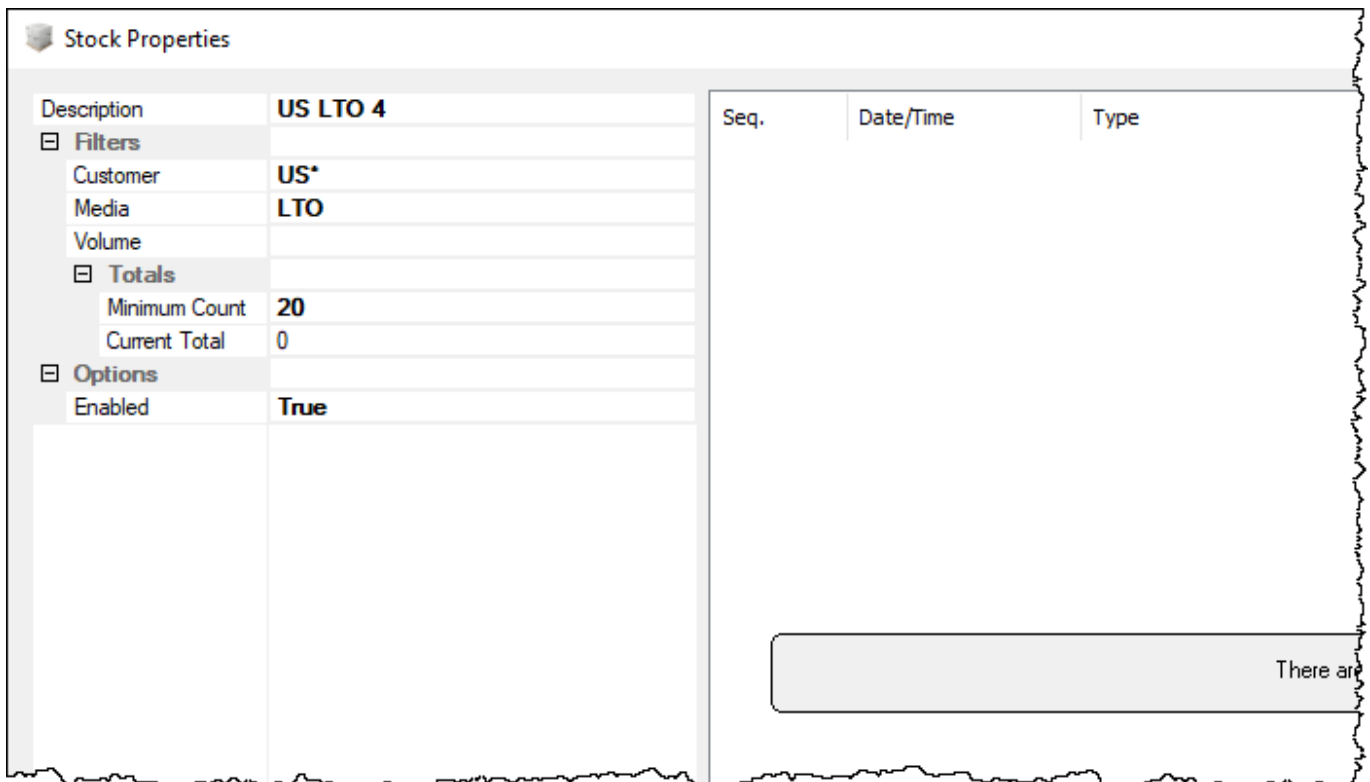 Stock Properties
Description US LTO 4
Filters
Customer US*
Media LTO
Volume
Totals
Minimum Count 20
Current Total 0
Options
Enabled True
Seq. Date/Time Type
There are